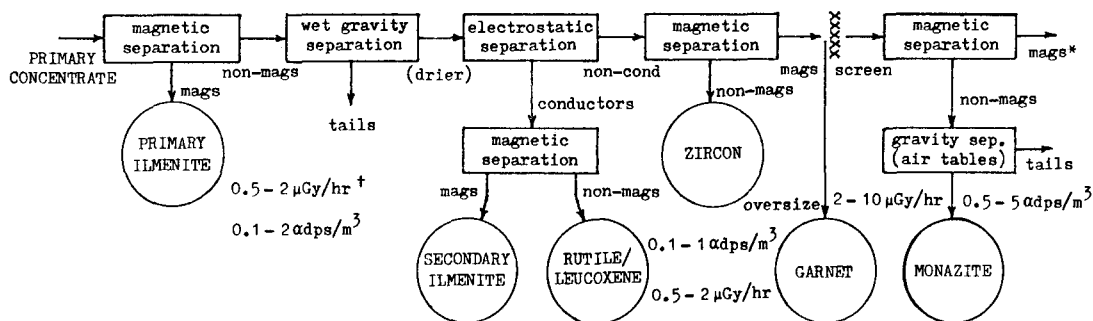 PRIMARY CONCENTRATE
magnetic separation
non-mags
mags
PRIMARY ILMENITE
0.5-2 μGy/hr †
0.1-2 αdps/m³
wet gravity separation
(drier)
tails
electrostatic separation
non-cond
conductors
magnetic separation
mags
non-mags
SECONDARY ILMENITE
RUTILE/ LEUCOXENE
0.1-1 αdps/m³
0.5-2 μGy/hr
magnetic separation
mags
non-mags
ZIRCON
XXXXX
screen
oversize
2-10 μGy/hr
GARNET
magnetic separation
mags*
non-mags
gravity sep. (air tables)
tails
0.5-5 αdps/m³
MONAZITE